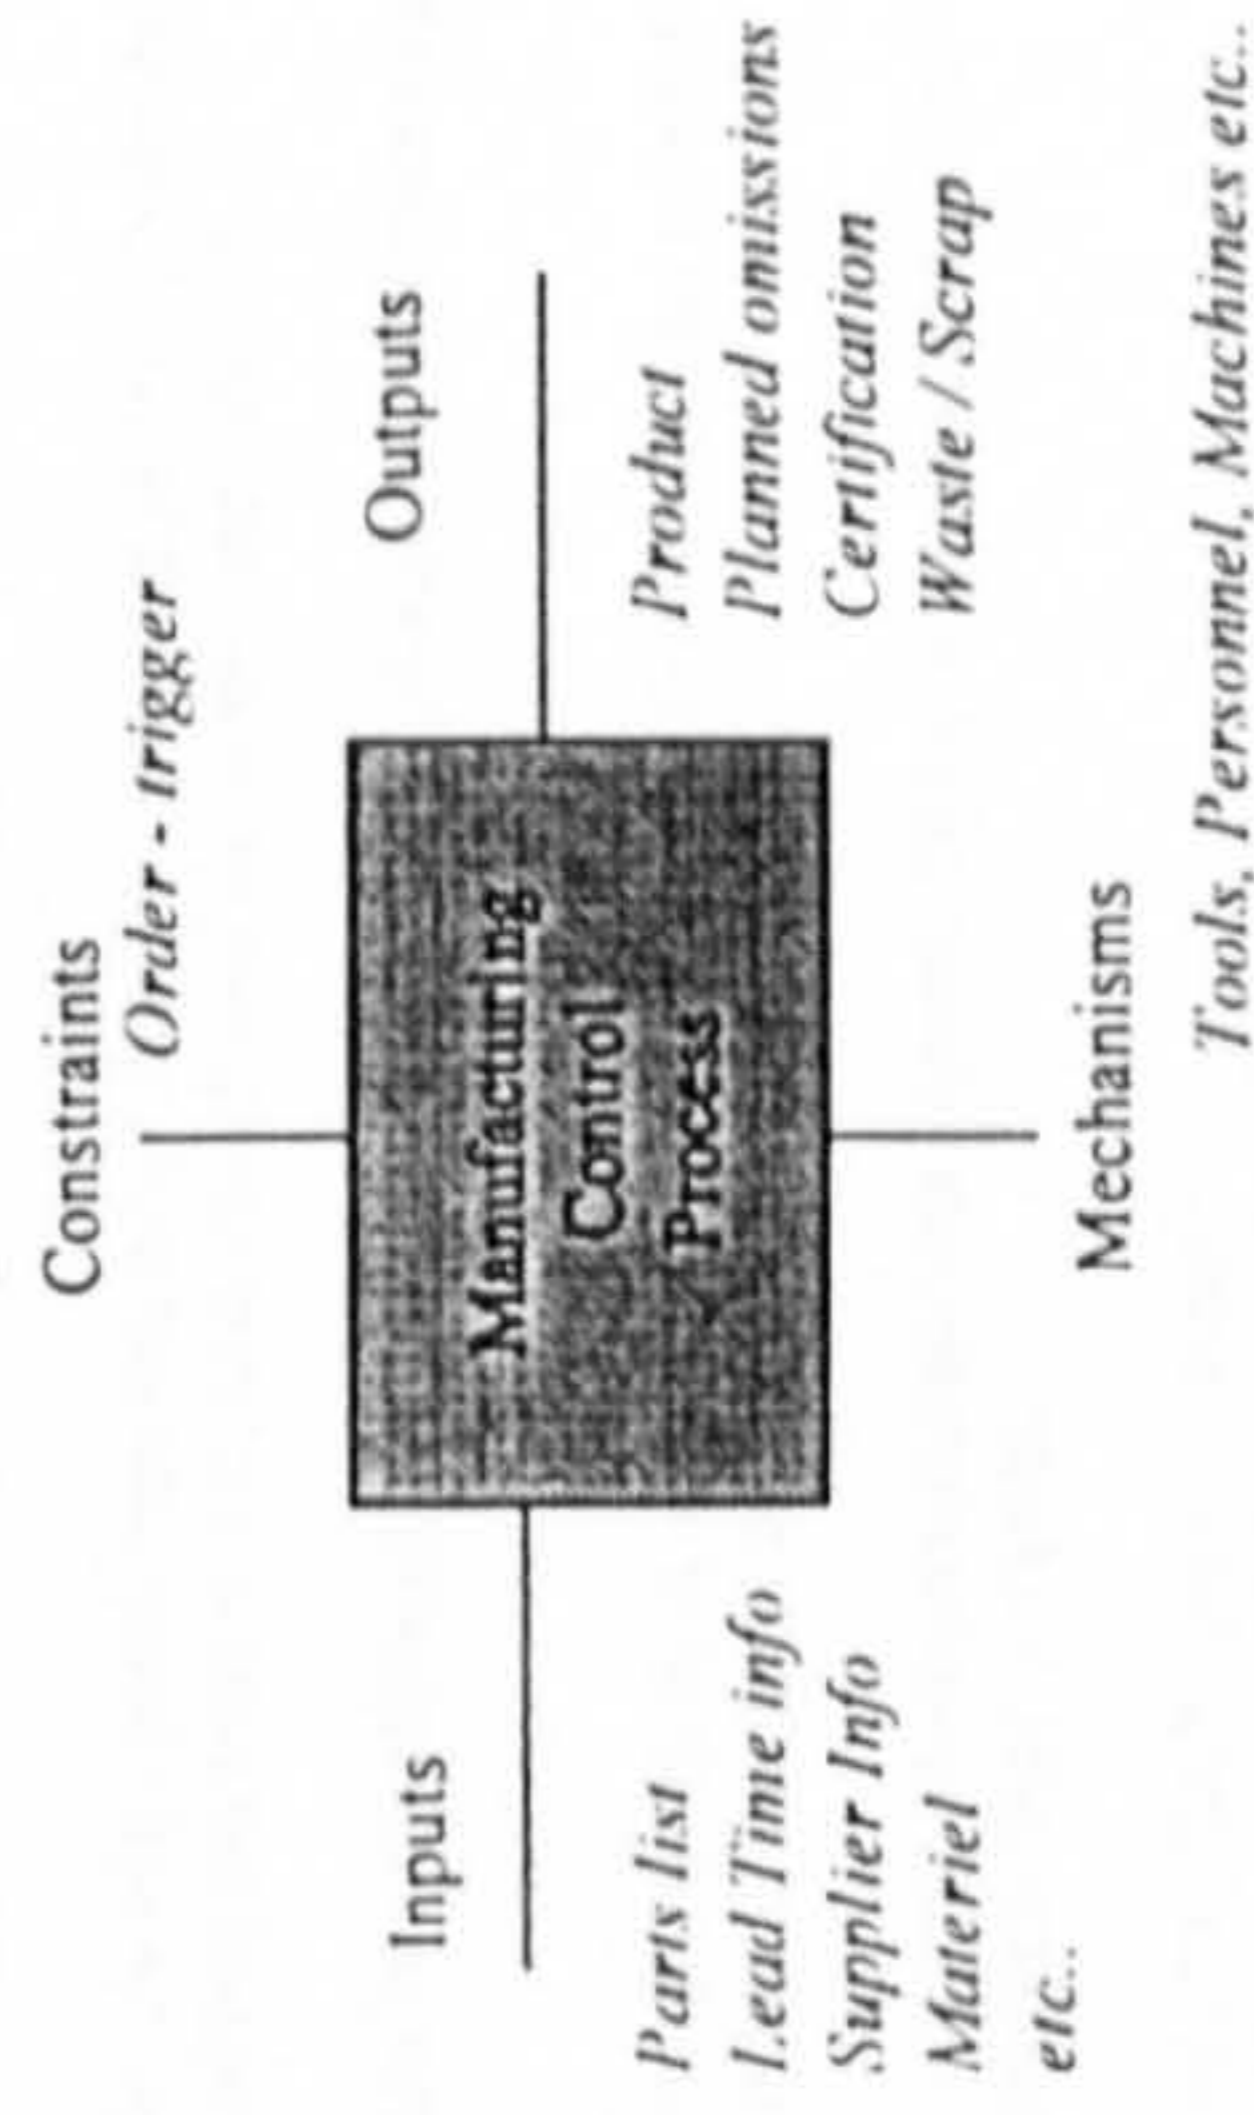 Constraints
Order - trigger
Inputs
Outputs
Manufacturing
Control
Process
Parts list
Lead Time info
Supplier Info
Materiel
etc..
Product
Planned omissions
Certification
Waste / Scrap
Mechanisms
Tools, Personnel, Machines etc..